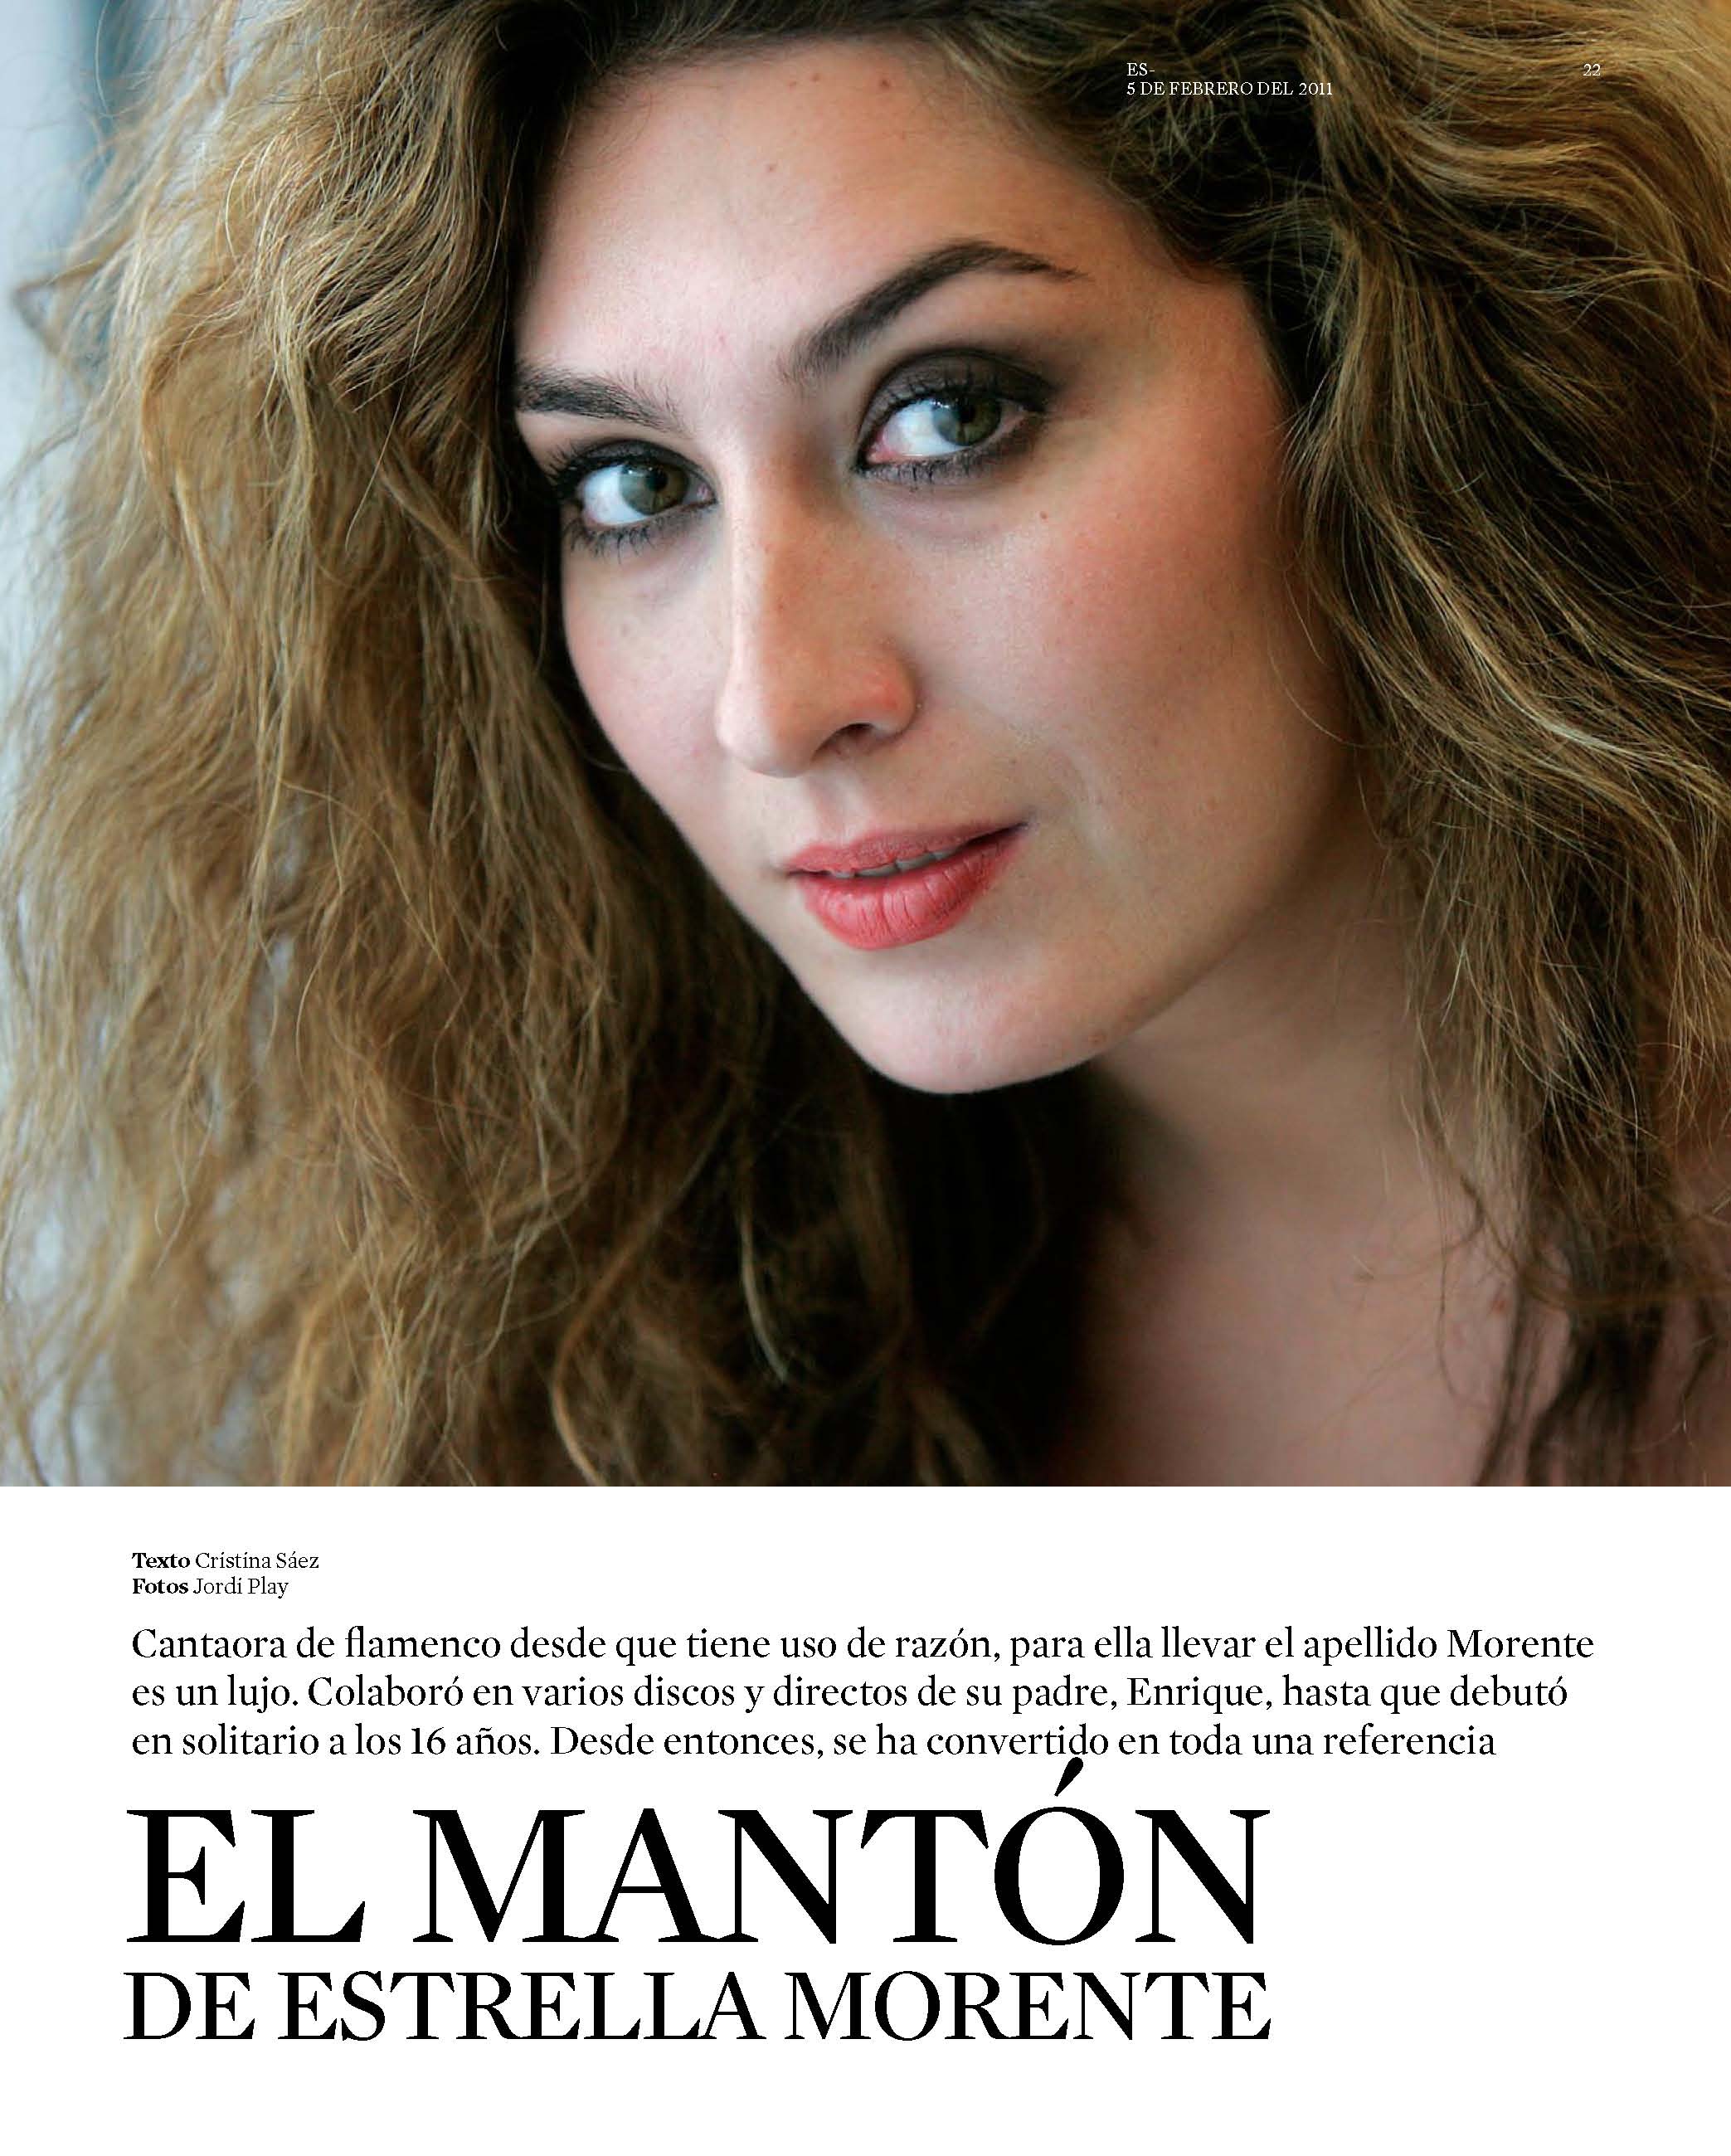 ES-
5 DE FEBRERO DEL 2011
22
Texto Cristina Sáez
Fotos Jordi Play
Cantaora de flamenco desde que tiene uso de razón, para ella llevar el apellido Morente
es un lujo. Colaboró en varios discos y directos de su padre, Enrique, hasta que debutó
en solitario a los 16 años. Desde entonces, se ha convertido en toda una referencia
EL MANTÓN
DE ESTRELLA MORENTE